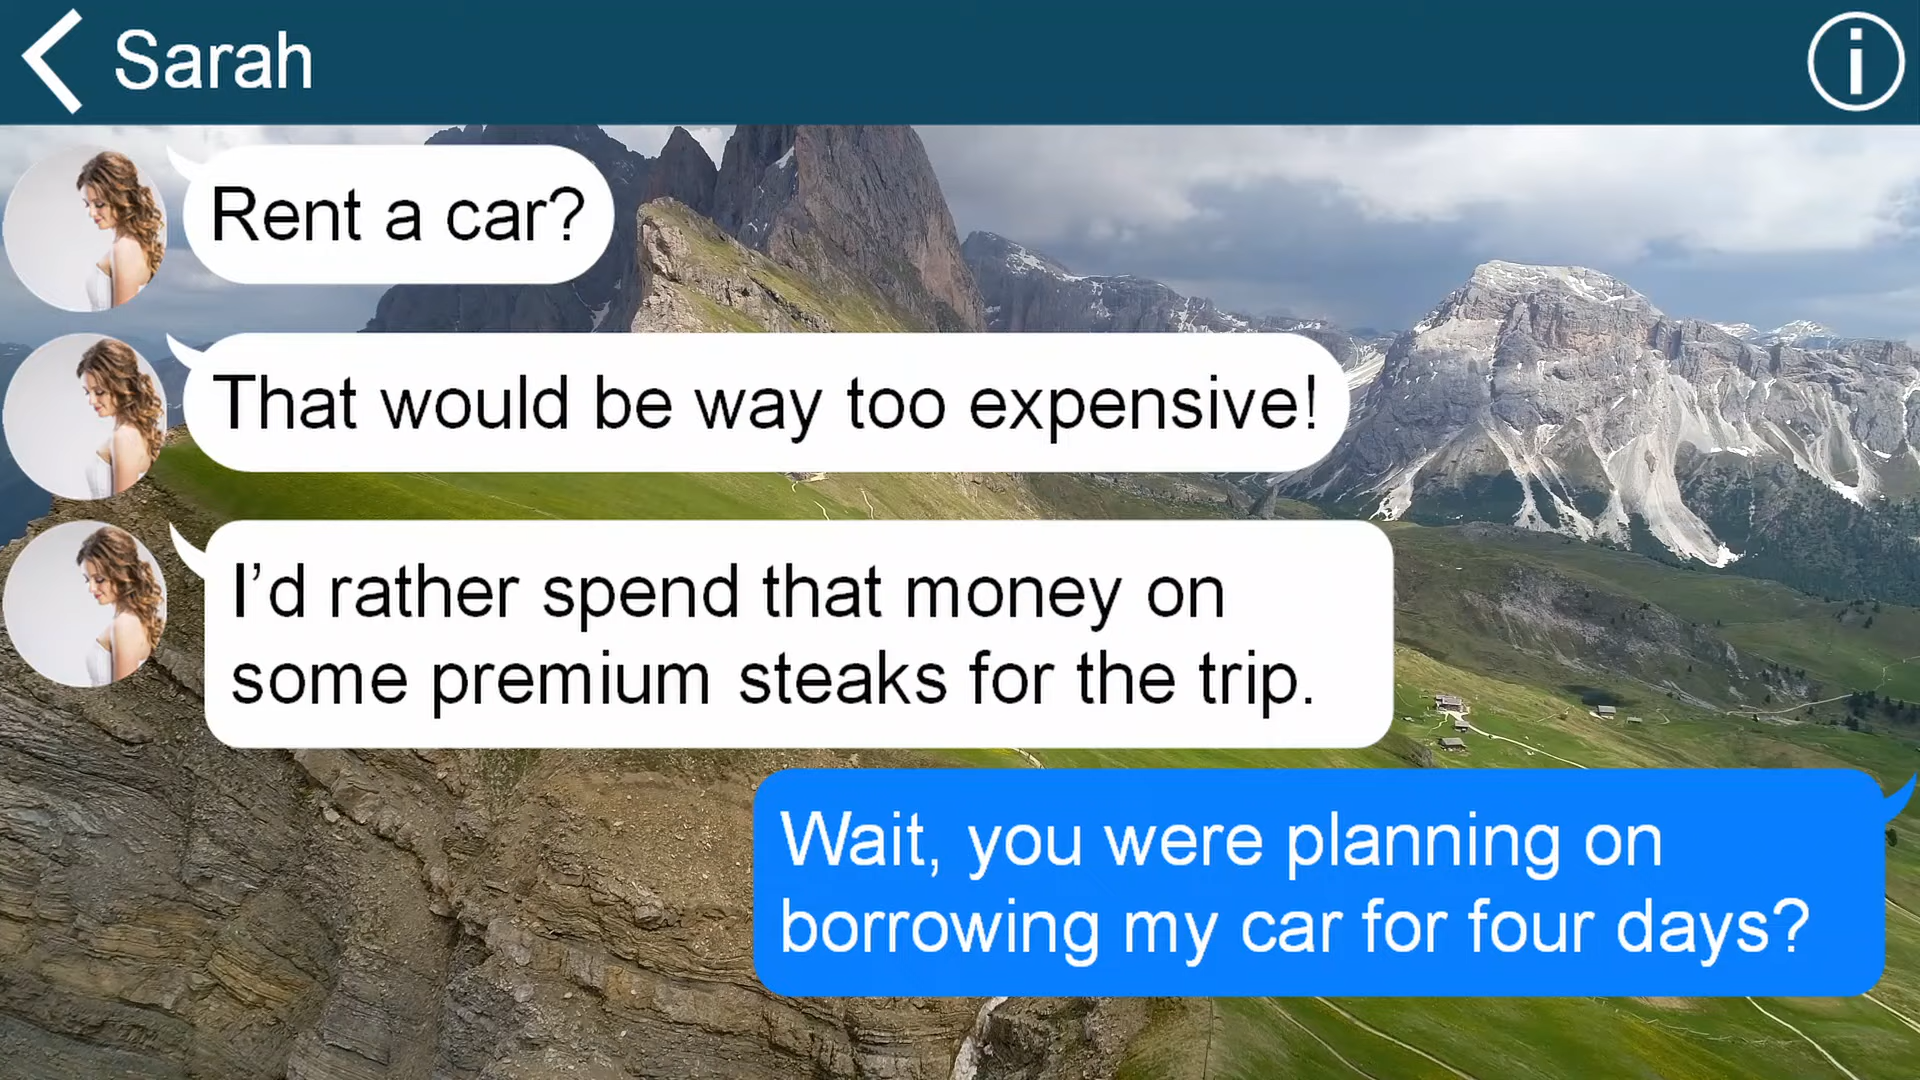 Sarah
Rent a car?
That would be way too expensive!
I’d rather spend that money on
some premium steaks for the trip.
Wait, you were planning on
borrowing my car for four days?